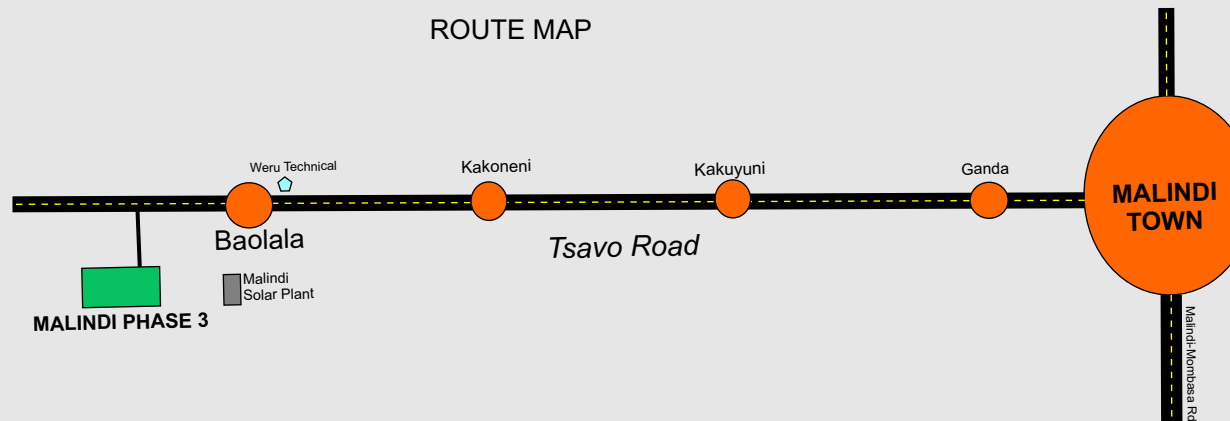 ROUTE MAP
Weru Technical
Kakoneni
Kakuyuni
Ganda
MALINDI
TOWN
Baolala
Tsavo Road
Malindi
Solar Plant
MALINDI PHASE 3
Malindi-Mombasa Rd